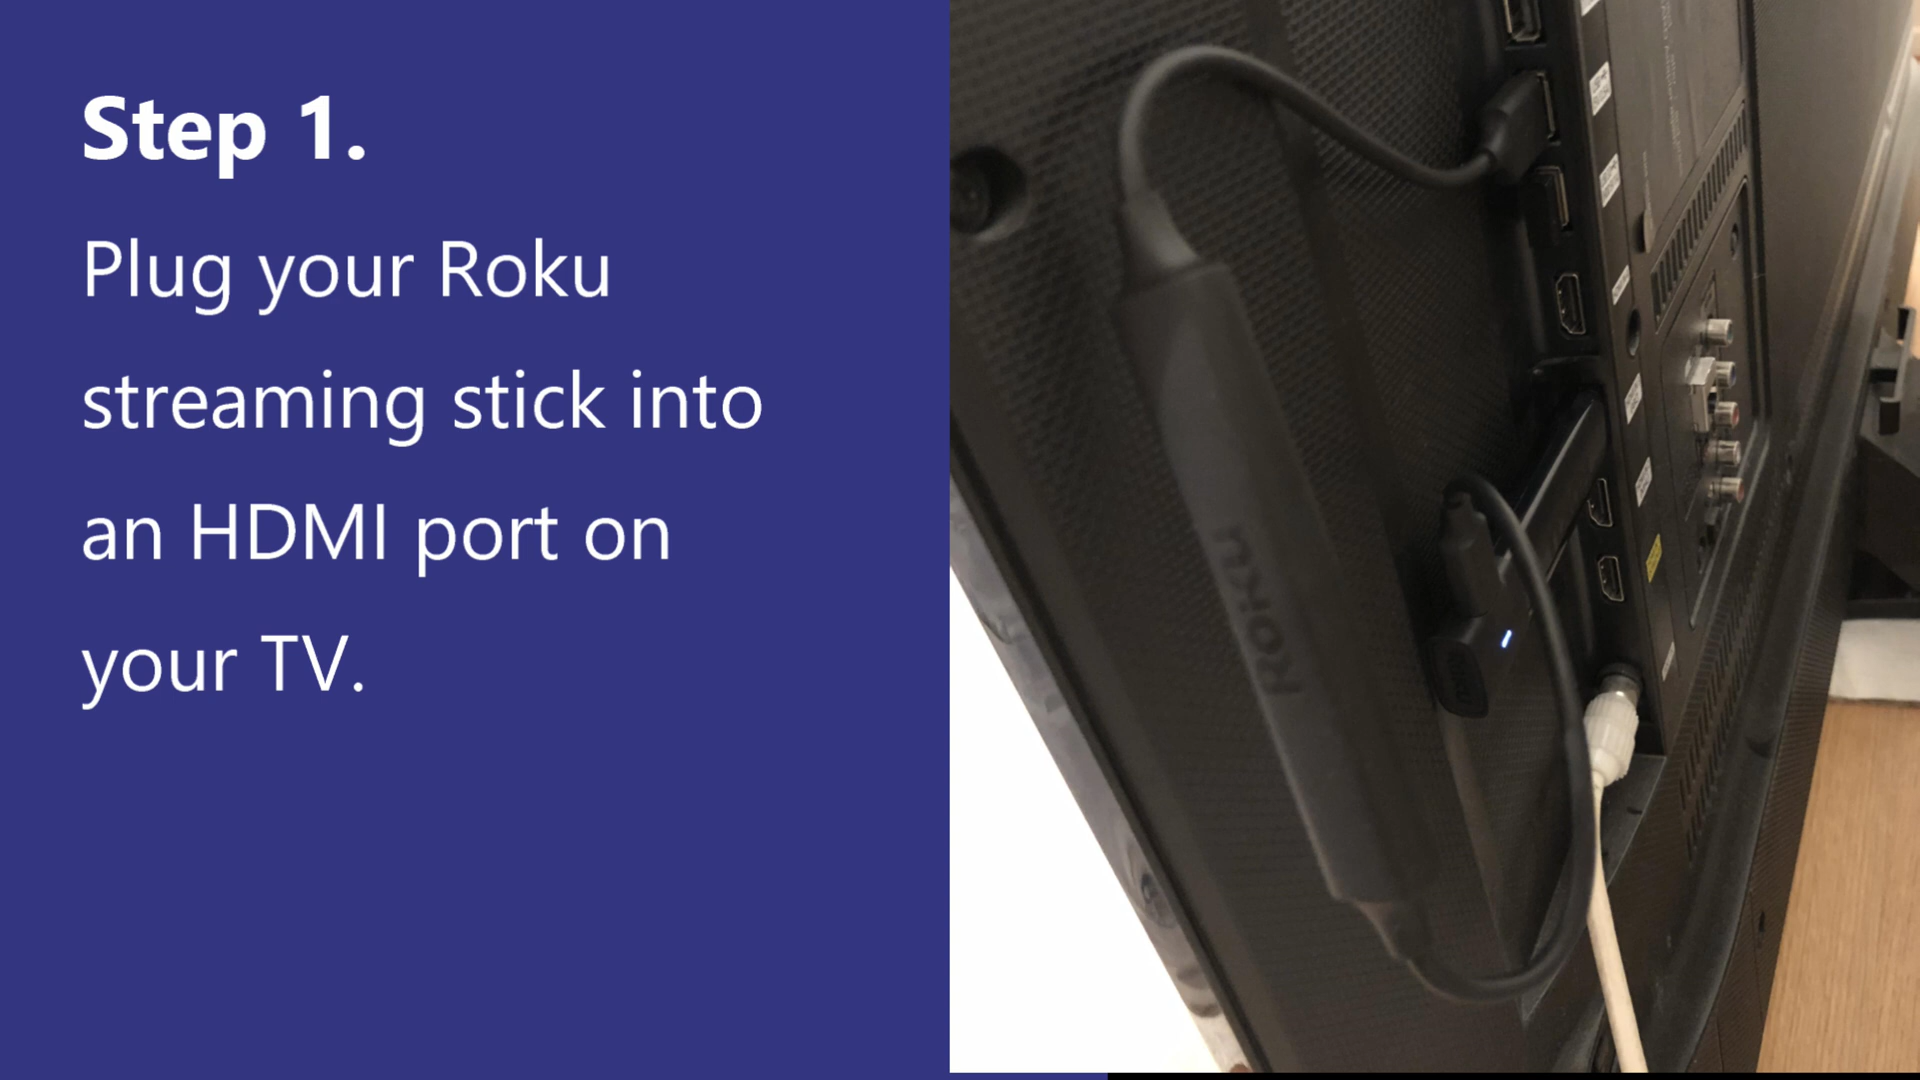 Step 1.
Plug your Roku
streaming stick into
an HDMI port on
your TV.
ROKU